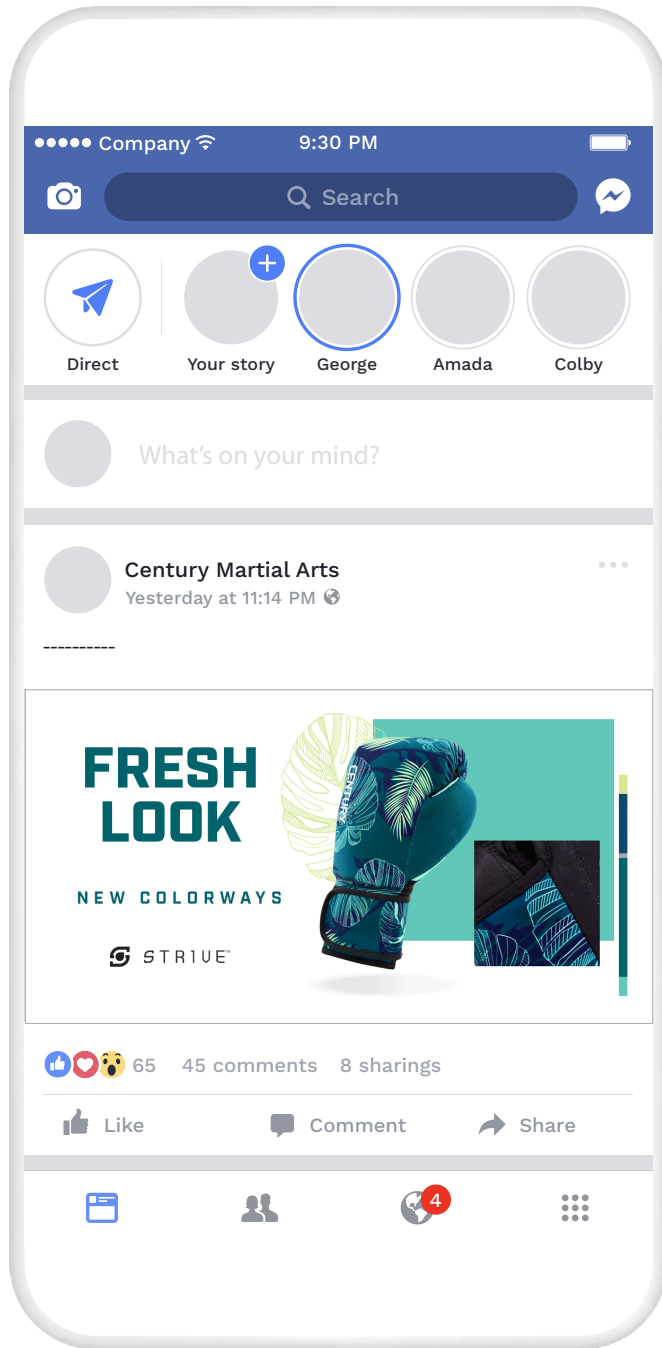 Company
9:30 PM
Search
Direct
Your story
George
Amada
Colby
What's on your mind?
Century Martial Arts
Yesterday at 11:14 PM
----------
FRESH
LOOK
CENTURY
NEW COLORWAYS
STRIVE™
65 45 comments 8 sharings
Like
Comment
Share
4